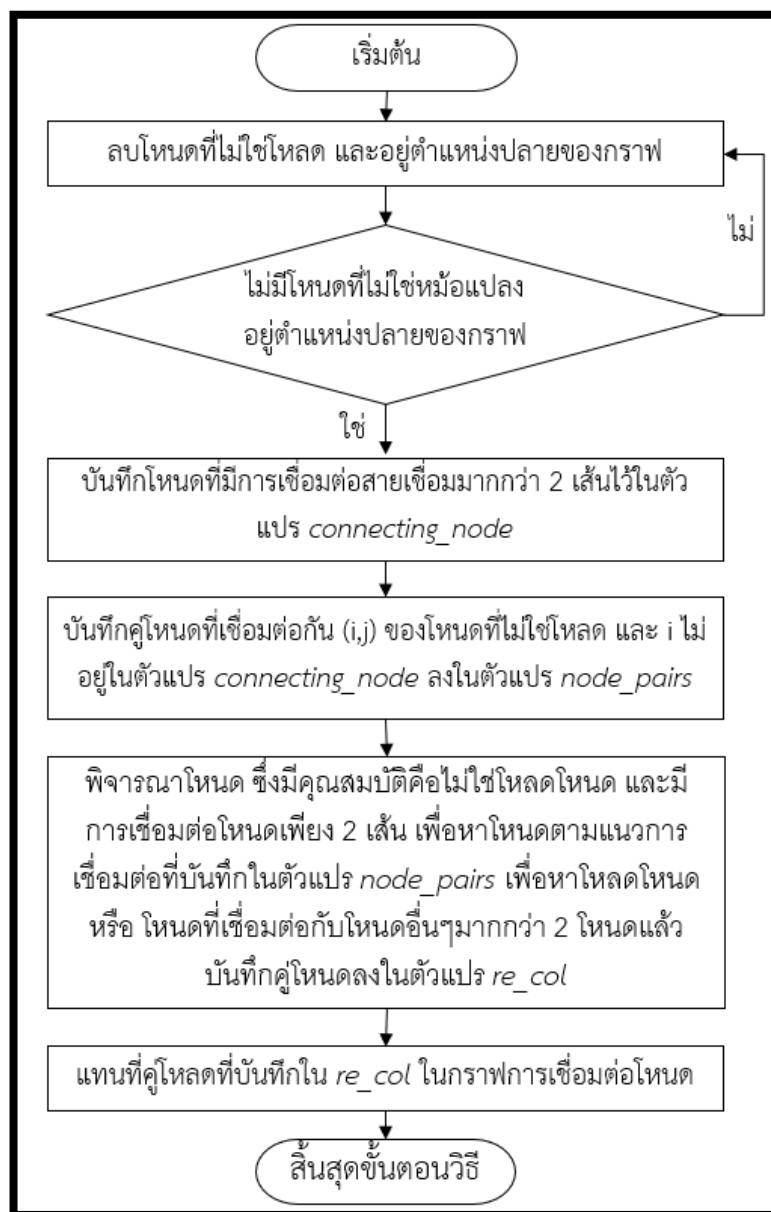 เริ่มต้น
ลบโหนดที่ไม่ใช่โหลด และอยู่ตำแหน่งปลายของกราฟ
ไม่
ไม่มีโหนดที่ไม่ใช่หม้อแปลง
อยู่ตำแหน่งปลายของกราฟ
ใช่
บันทึกโหนดที่มีการเชื่อมต่อสายเชื่อมมากกว่า 2 เส้นไว้ในตัว
แปร connecting_node
บันทึกคู่โหนดที่เชื่อมต่อกัน (i,j) ของโหนดที่ไม่ใช่โหลด และ i ไม่
อยู่ในตัวแปร connecting_node ลงในตัวแปร node_pairs
พิจารณาโหนด ซึ่งมีคุณสมบัติคือไม่ใช่โหลดโหนด และมี
การเชื่อมต่อโหนดเพียง 2 เส้น เพื่อหาโหนดตามแนวการ
เชื่อมต่อที่บันทึกในตัวแปร node_pairs เพื่อหาโหลดโหนด
หรือ โหนดที่เชื่อมต่อกับโหนดอื่นๆมากกว่า 2 โหนดแล้ว
บันทึกคู่โหนดลงในตัวแปร re_col
แทนที่คู่โหลดที่บันทึกใน re_col ในกราฟการเชื่อมต่อโหนด
สิ้นสุดขั้นตอนวิธี